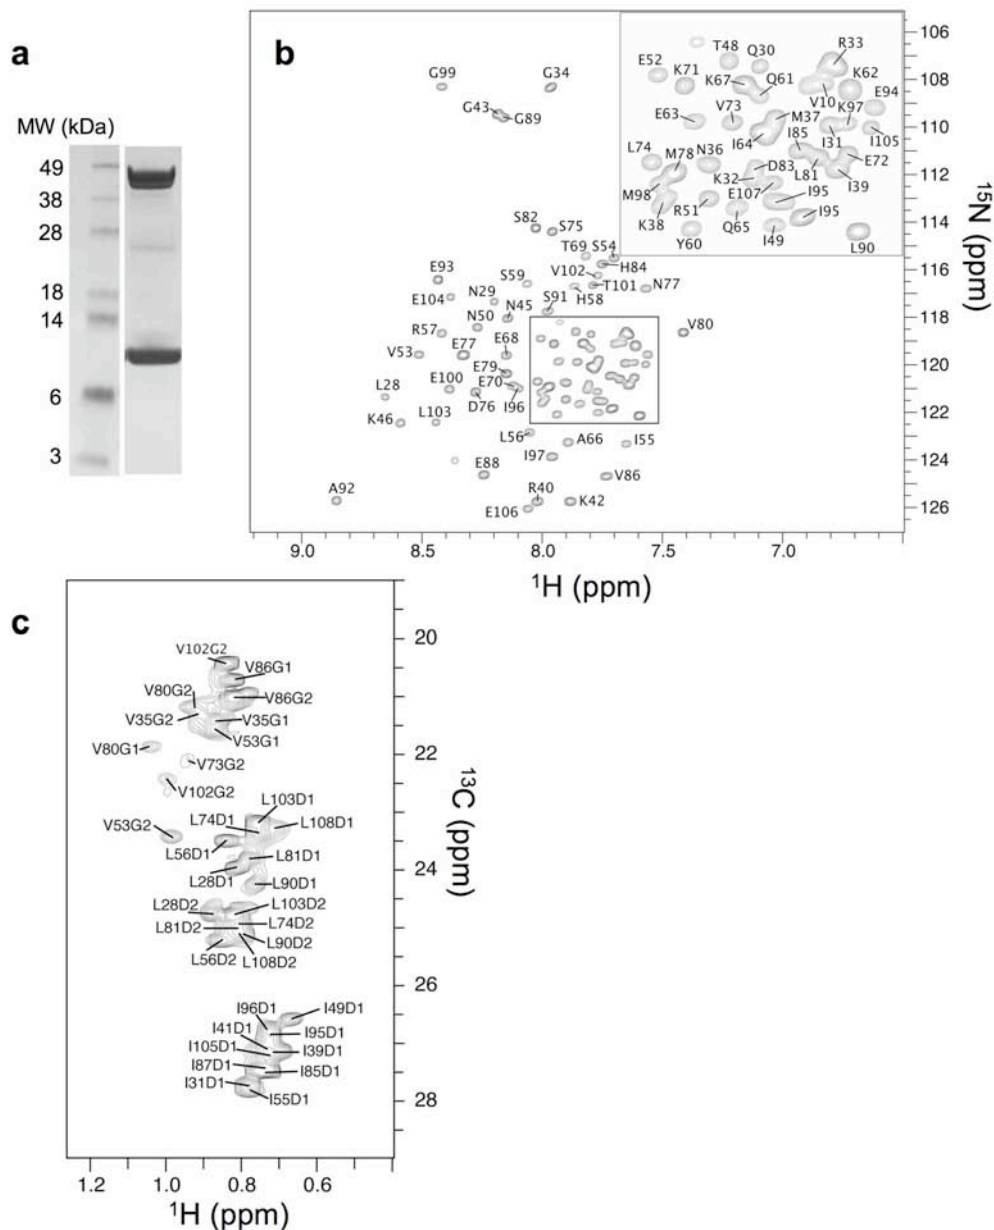 a
MW (kDa)
49
38
28
18
14
6
3
b
G99
G34
G43
G89
S82
S75
T69
S54
E93
S59
V102
H84
T101
E104
N29
S91
H58
N77
N45
R57
N50
E68
V80
V53
E77
E79
L28
E100
E70
I96
D76
K46
L103
L56
A66
I55
I97
E88
V86
A92
R40
K42
E106
T48
Q30
R33
E52
K71
K67
Q61
K62
V10
E94
E63
V73
M37
K97
I64
I85
I31
I105
L74
M78
N36
D83
E72
K32
L81
M98
E107
I95
I39
K38
R51
I95
Q65
Y60
I49
L90
106
108
110
112
114
116
118
120
122
124
126
15N (ppm)
9.0
8.5
8.0
7.5
7.0
1H (ppm)
c
V102G2
V86G1
V80G2
V86G2
V35G2
V35G1
V53G1
V80G1
V73G2
V102G2
L103D1
V53G2
L74D1
L108D1
L56D1
L81D1
L28D1
L90D1
L28D2
L103D2
L81D2
L74D2
L90D2
L56D2
L108D2
I96D1
I49D1
I41D1
I95D1
I105D1
I39D1
I87D1
I85D1
I31D1
I55D1
20
22
24
26
28
13C (ppm)
1.2
1.0
0.8
0.6
1H (ppm)